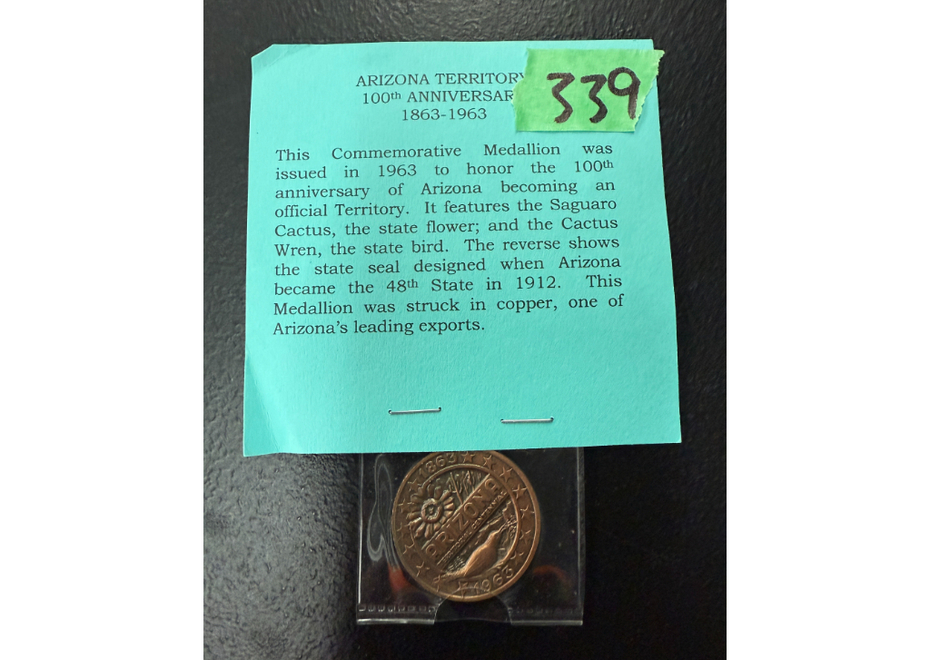 ARIZONA TERRITORY
339
100th ANNIVERSAR
1863-1963
This Commemorative Medallion was
issued in 1963 to honor the 100th
anniversary of Arizona becoming an
official Territory. It features the Saguaro
Cactus, the state flower; and the Cactus
Wren, the state bird. The reverse shows
the state seal designed when Arizona
became the 48th State in 1912. This
Medallion was struck in copper, one of
Arizona's leading exports.
1863
ARIZONA
1963